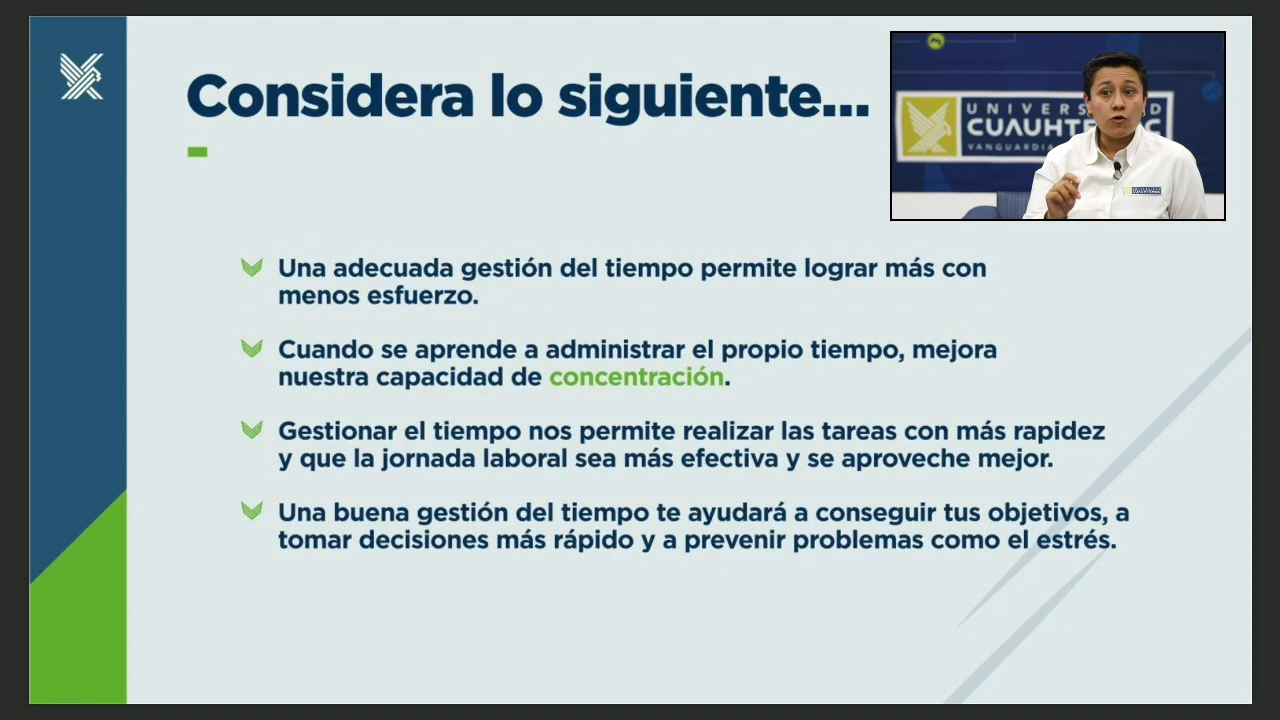 Considera lo siguiente...
UNIVERS D
CUAUHTE C
VANGUARDIA
Una adecuada gestión del tiempo permite lograr más con
menos esfuerzo.
Cuando se aprende a administrar el propio tiempo, mejora
nuestra capacidad de concentración.
Gestionar el tiempo nos permite realizar las tareas con más rapidez
y que la jornada laboral sea más efectiva y se aproveche mejor.
Una buena gestión del tiempo te ayudará a conseguir tus objetivos, a
tomar decisiones más rápido y a prevenir problemas como el estrés.